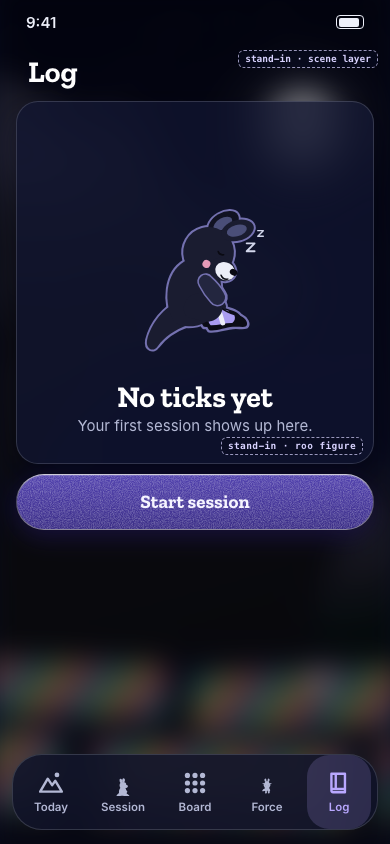 9:41
stand-in · scene layer
Log
z
Z
No ticks yet
Your first session shows up here.
stand-in · roo figure
Start session
Today
Session
Board
Force
Log